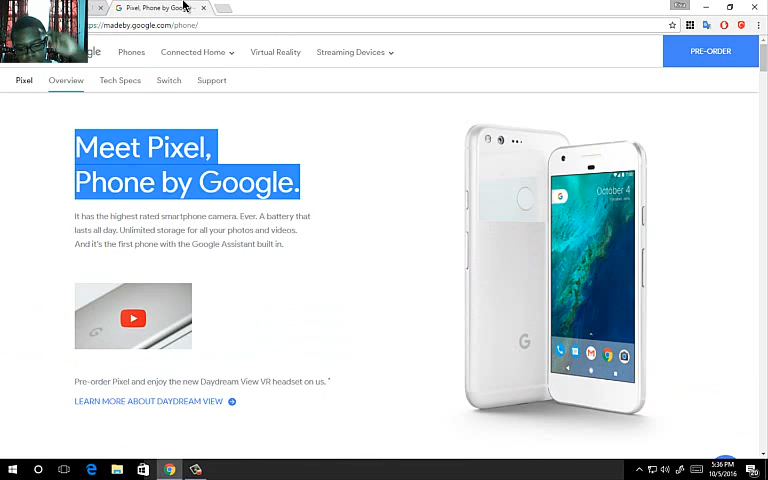 Pixel, Phone by Goo
Kiva
madeby.google.com/phone/
Phones
Connected Home
Virtual Reality
Streaming Devices
PRE-ORDER
Pixel
Overview
Tech Specs
Switch
Support
Meet Pixel,
Phone by Google.
It has the highest rated smartphone camera. Ever. A battery that
lasts all day. Unlimited storage for all your photos and videos.
And it's the first phone with the Google Assistant built in.
October 4
G
Pre-order Pixel and enjoy the new Daydream View VR headset on us.*
LEARN MORE ABOUT DAYDREAM VIEW
5:36 PM
10/5/2016
20